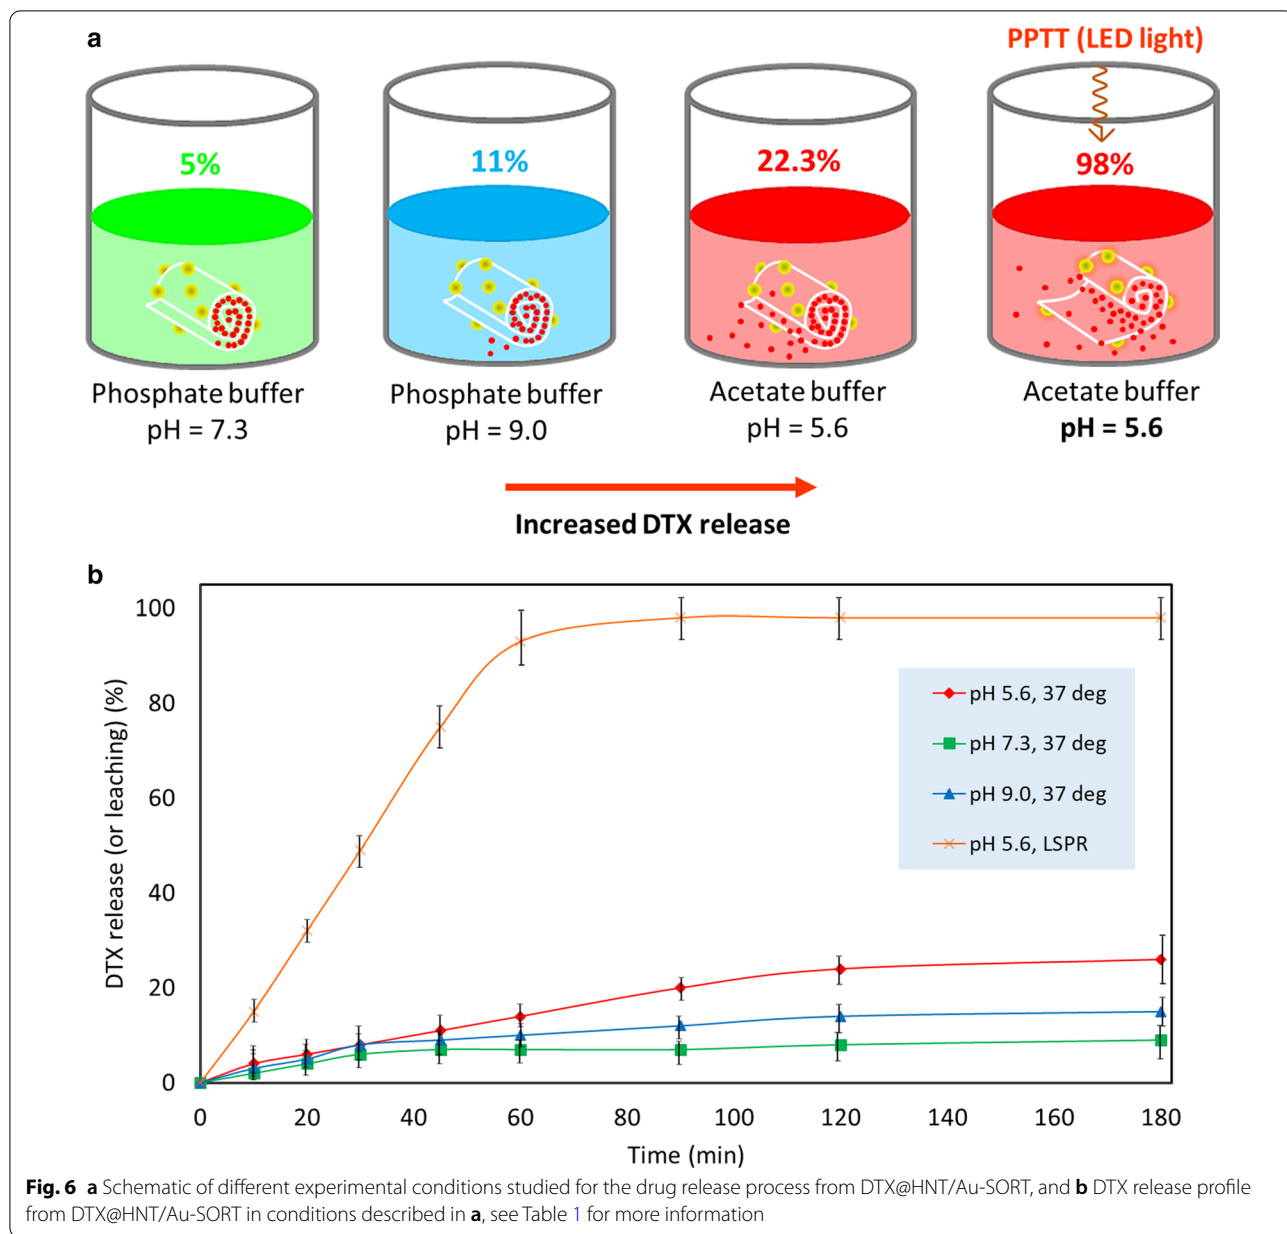 a
PPTT (LED light)
5%
11%
22.3%
98%
Phosphate buffer
pH = 7.3
Phosphate buffer
pH = 9.0
Acetate buffer
pH = 5.6
Acetate buffer
pH = 5.6
Increased DTX release
b
DTX release (or leaching) (%)
100
80
60
40
20
0
pH 5.6, 37 deg
pH 7.3, 37 deg
pH 9.0, 37 deg
pH 5.6, LSPR
0 20 40 60 80 100 120 140 160 180
Time (min)
Fig. 6 a Schematic of different experimental conditions studied for the drug release process from DTX@HNT/Au-SORT, and b DTX release profile
from DTX@HNT/Au-SORT in conditions described in a, see Table 1 for more information